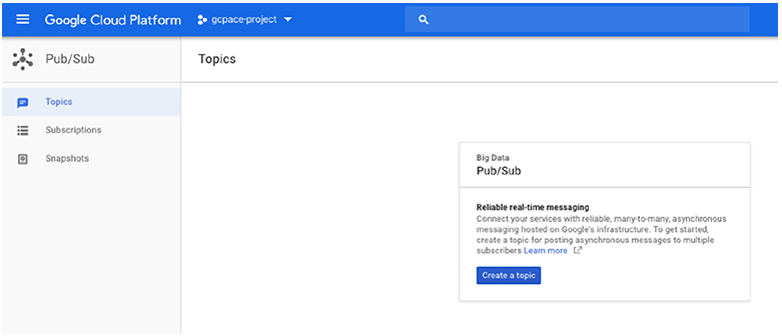 Google Cloud Platform gcpace-project
Pub/Sub
Topics
Topics
Subscriptions
Snapshots
Big Data
Pub/Sub
Reliable real-time messaging
Connect your services with reliable, many-to-many, asynchronous
messaging hosted on Google's infrastructure. To get started,
create a topic for posting asynchronous messages to multiple
subscribers Learn more
Create a topic